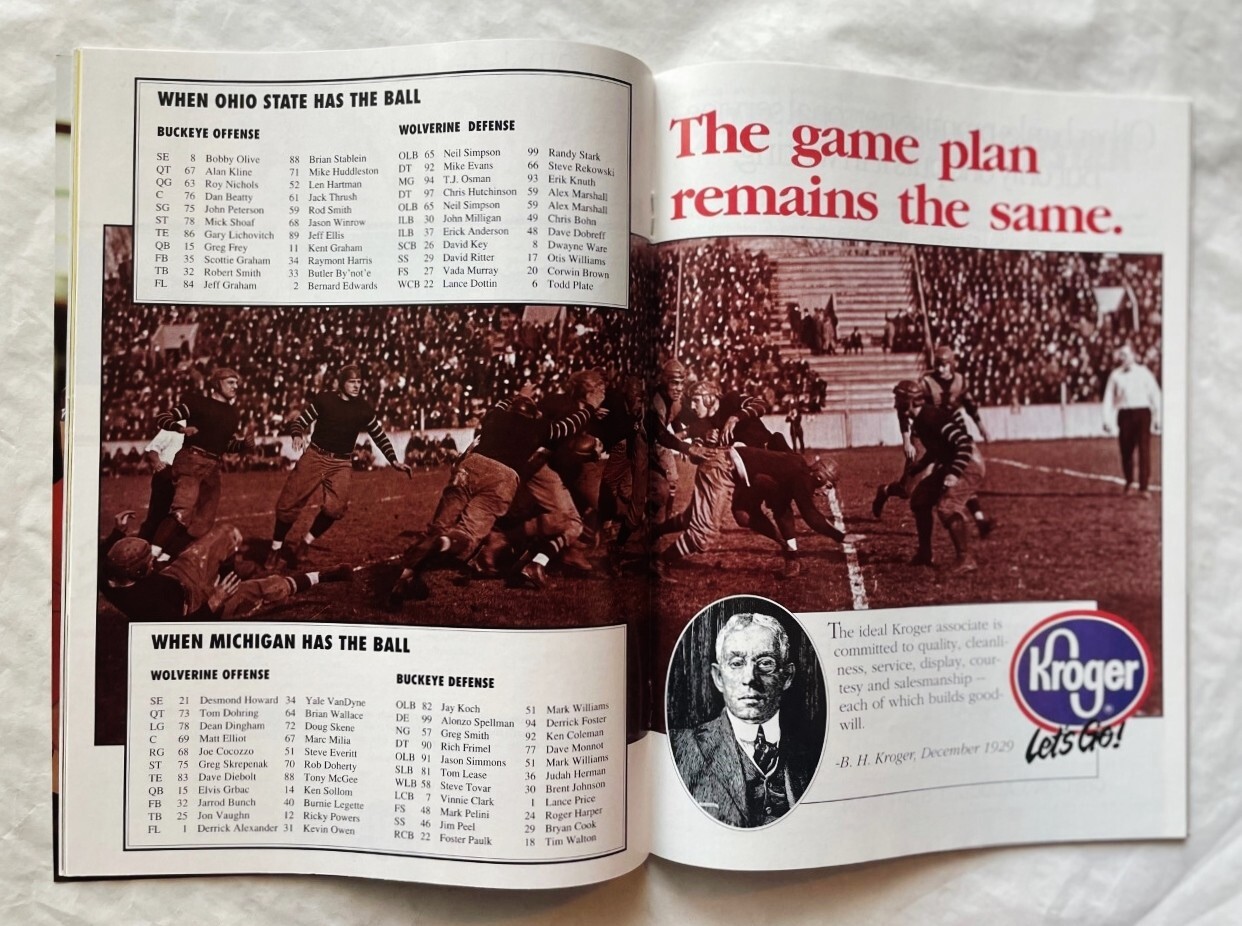 WHEN OHIO STATE HAS THE BALL
BUCKEYE OFFENSE
SE 8 Bobby Olive 88 Brian Stablein
QT 67 Alan Kline 71 Mike Huddleston
QG 63 Roy Nichols 52 Len Hartman
C 76 Dan Beatty 61 Jack Thrush
SG 75 John Peterson 59 Rod Smith
ST 78 Mick Shoaf 68 Jason Winrow
TE 86 Gary Lichovitch 89 Jeff Ellis
QB 15 Greg Frey 11 Kent Graham
FB 35 Scottie Graham 34 Raymont Harris
TB 32 Robert Smith 33 Butler By'not'e
FL 84 Jeff Graham 2 Bernard Edwards
WOLVERINE DEFENSE
OLB 65 Neil Simpson 99 Randy Stark
DT 92 Mike Evans 66 Steve Rekowski
MG 94 T.J. Osman 93 Erik Knuth
DT 97 Chris Hutchinson 59 Alex Marshall
OLB 65 Neil Simpson 59 Alex Marshall
ILB 30 John Milligan 49 Chris Bohn
ILB 37 Erick Anderson 48 Dave Dobreff
SCB 26 David Key 8 Dwayne Ware
SS 29 David Ritter 17 Otis Williams
FS 27 Vada Murray 20 Corwin Brown
WCB 22 Lance Dottin 6 Todd Plate
WHEN MICHIGAN HAS THE BALL
WOLVERINE OFFENSE
SE 21 Desmond Howard 34 Yale VanDyne
QT 73 Tom Dohring 64 Brian Wallace
LG 78 Dean Dingham 72 Doug Skene
C 69 Matt Elliot 67 Marc Milia
RG 68 Joe Cocozzo 51 Steve Everitt
ST 75 Greg Skrepenak 70 Rob Doherty
TE 83 Dave Diebolt 88 Tony McGee
QB 15 Elvis Grbac 14 Ken Sollom
FB 32 Jarrod Bunch 40 Burnie Legette
TB 25 Jon Vaughn 12 Ricky Powers
FL 1 Derrick Alexander 31 Kevin Owen
BUCKEYE DEFENSE
OLB 82 Jay Koch 51 Mark Williams
DE 99 Alonzo Spellman 94 Derrick Foster
NG 57 Greg Smith 92 Ken Coleman
DT 90 Rich Frimel 77 Dave Monnot
OLB 91 Jason Simmons 51 Mark Williams
SLB 81 Tom Lease 36 Judah Herman
WLB 58 Steve Tovar 30 Brent Johnson
LCB 7 Vinnie Clark 1 Lance Price
FS 48 Mark Pelini 24 Roger Harper
SS 46 Jim Peel 29 Bryan Cook
RCB 22 Foster Paulk 18 Tim Walton
The game plan
remains the same.
The ideal Kroger associate is
committed to quality, cleanli-
ness, service, display, cour-
tesy and salesmanship –
each of which builds good-
will.
-B. H. Kroger, December 1929
Kroger
Let's Go!